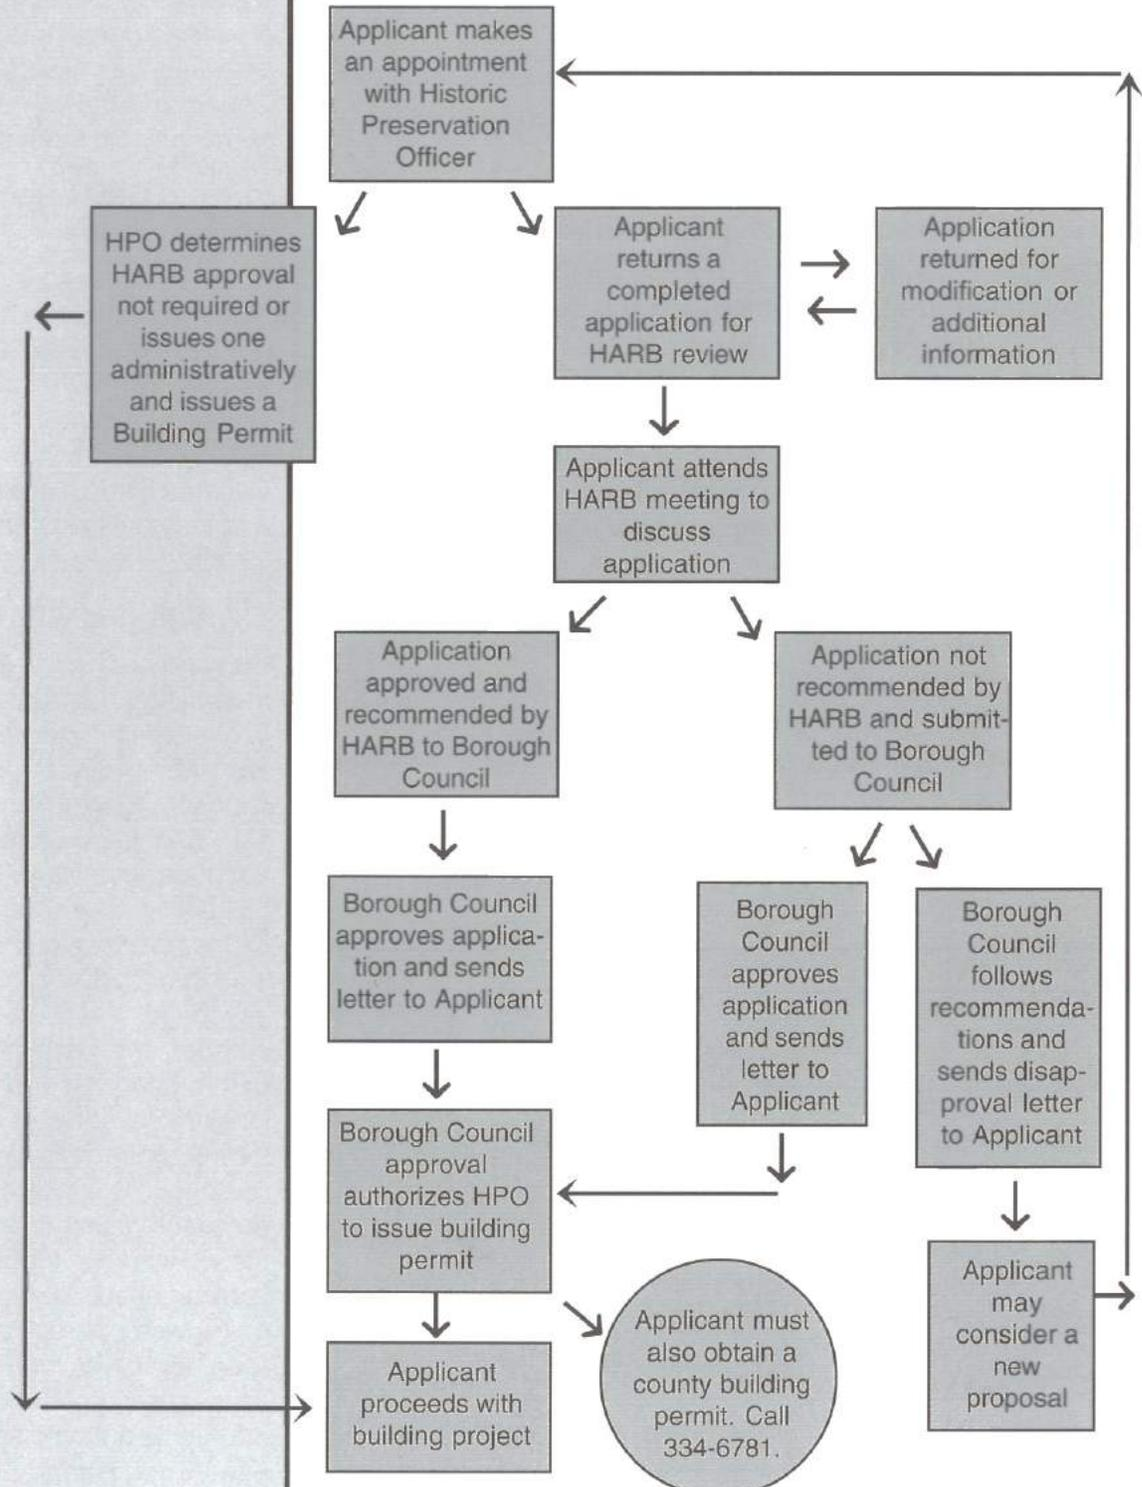 Applicant makes
an appointment
with Historic
Preservation
Officer
HPO determines
HARB approval
not required or
issues one
administratively
and issues a
Building Permit
Applicant
returns a
completed
application for
HARB review
Application
returned for
modification or
additional
information
Applicant attends
HARB meeting to
discuss
application
Application
approved and
recommended by
HARB to Borough
Council
Application not
recommended by
HARB and submit-
ted to Borough
Council
Borough Council
approves applica-
tion and sends
letter to Applicant
Borough
Council
approves
application
and sends
letter to
Applicant
Borough
Council
follows
recommenda-
tions and
sends disap-
proval letter
to Applicant
Borough Council
approval
authorizes HPO
to issue building
permit
Applicant
may
consider a
new
proposal
Applicant
proceeds with
building project
Applicant must
also obtain a
county building
permit. Call
334-6781.